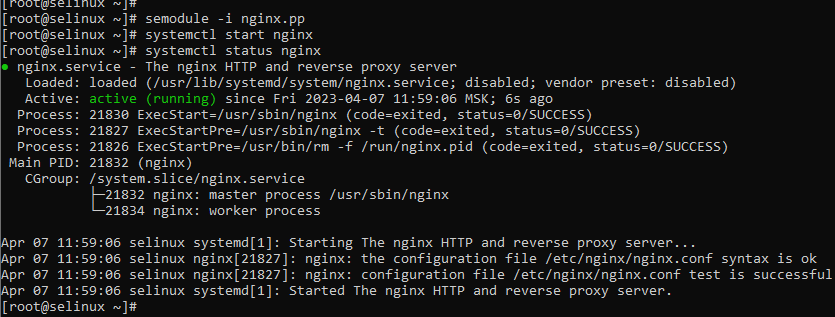 [root@selinux ~]#
[root@selinux ~]# semodule -i nginx.pp
[root@selinux ~]# systemctl start nginx
[root@selinux ~]# systemctl status nginx
● nginx.service - The nginx HTTP and reverse proxy server
   Loaded: loaded (/usr/lib/systemd/system/nginx.service; disabled; vendor preset: disabled)
   Active: active (running) since Fri 2023-04-07 11:59:06 MSK; 6s ago
  Process: 21830 ExecStart=/usr/sbin/nginx (code=exited, status=0/SUCCESS)
  Process: 21827 ExecStartPre=/usr/sbin/nginx -t (code=exited, status=0/SUCCESS)
  Process: 21826 ExecStartPre=/usr/bin/rm -f /run/nginx.pid (code=exited, status=0/SUCCESS)
 Main PID: 21832 (nginx)
   CGroup: /system.slice/nginx.service
           ├─21832 nginx: master process /usr/sbin/nginx
           └─21834 nginx: worker process
Apr 07 11:59:06 selinux systemd[1]: Starting The nginx HTTP and reverse proxy server...
Apr 07 11:59:06 selinux nginx[21827]: nginx: the configuration file /etc/nginx/nginx.conf syntax is ok
Apr 07 11:59:06 selinux nginx[21827]: nginx: configuration file /etc/nginx/nginx.conf test is successful
Apr 07 11:59:06 selinux systemd[1]: Started The nginx HTTP and reverse proxy server.
[root@selinux ~]#